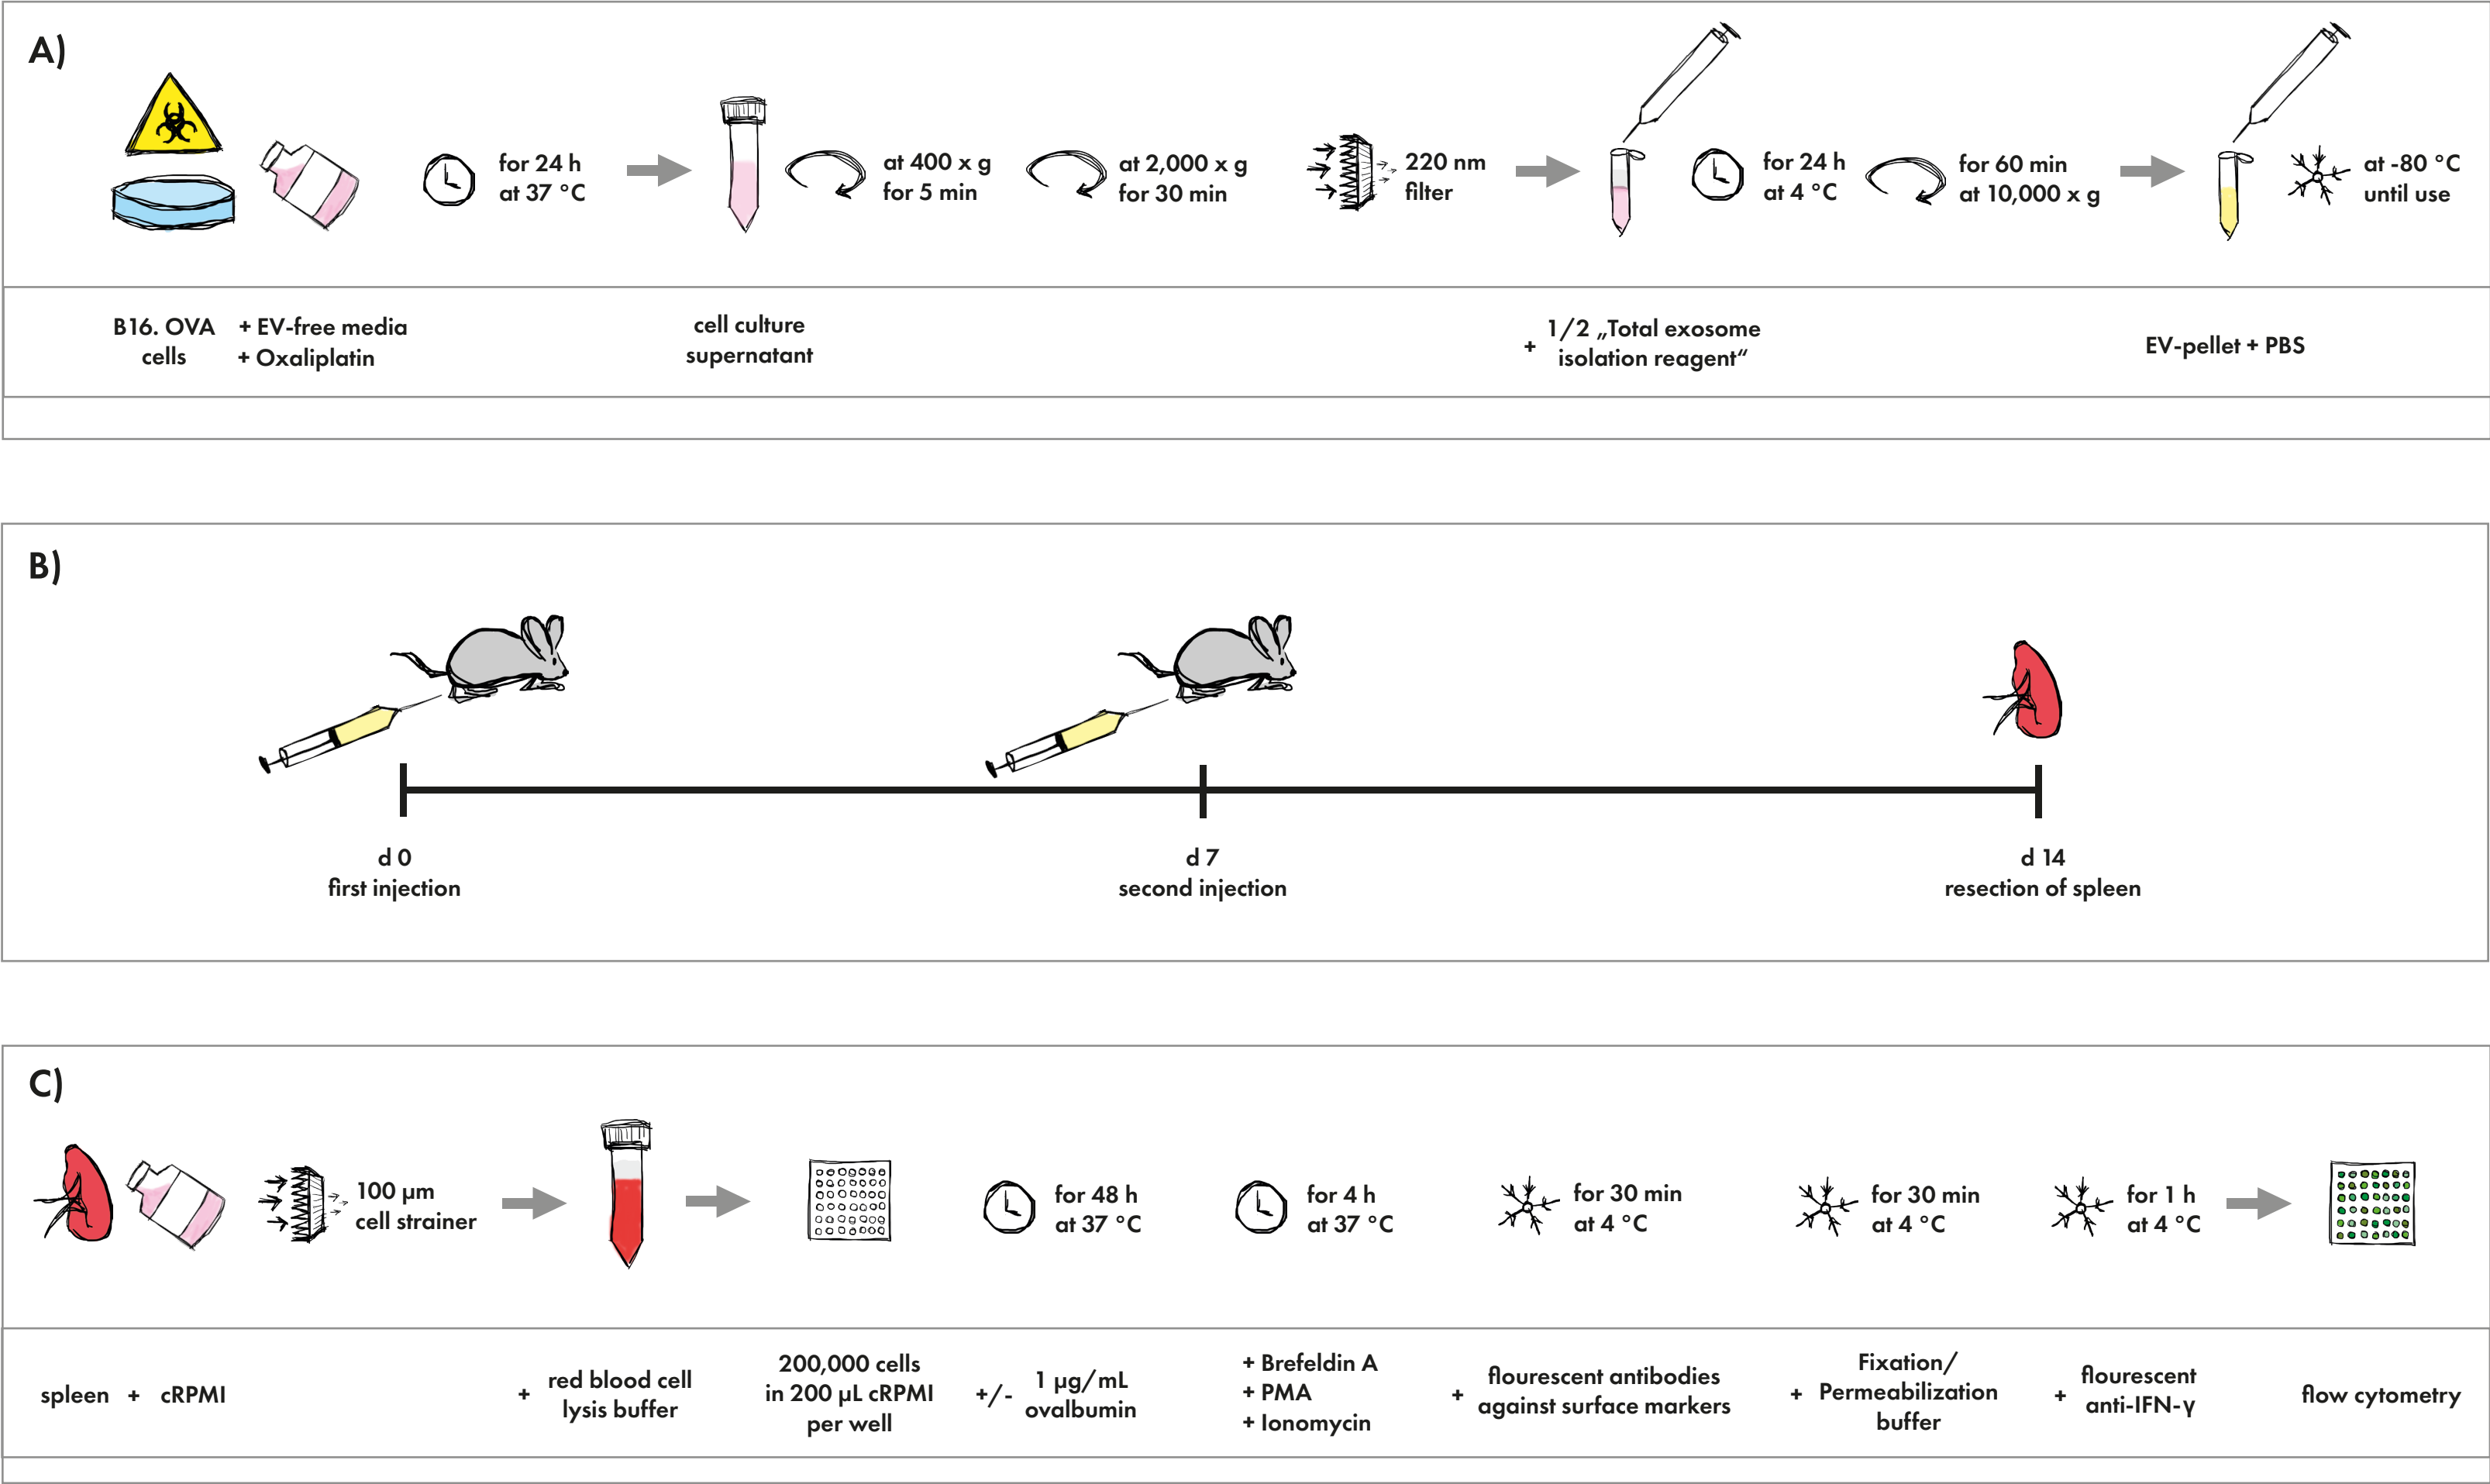 A)
for 24 h
at 37 °C
at 400 x g
for 5 min
at 2,000 x g
for 30 min
220 nm
filter
for 24 h
at 4 °C
for 60 min
at 10,000 x g
at -80 °C
until use
B16. OVA
cells
+ EV-free media
+ Oxaliplatin
cell culture
supernatant
+ 1/2 „Total exosome
isolation reagent“
EV-pellet + PBS
B)
d 0
first injection
d 7
second injection
d 14
resection of spleen
C)
100 µm
cell strainer
for 48 h
at 37 °C
for 4 h
at 37 °C
for 30 min
at 4 °C
for 30 min
at 4 °C
for 1 h
at 4 °C
spleen + cRPMI
+ red blood cell
lysis buffer
200,000 cells
in 200 µL cRPMI
per well
+/- 1 µg/mL
ovalbumin
+ Brefeldin A
+ PMA
+ Ionomycin
+ flourescent antibodies
against surface markers
+ Fixation/
Permeabilization
buffer
+ flourescent
anti-IFN-γ
flow cytometry